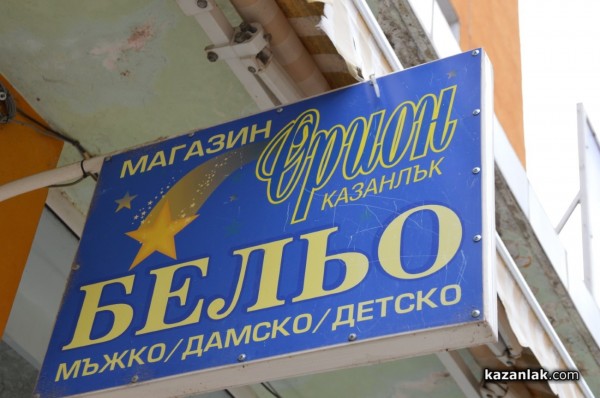 МАГАЗИН Орион
КАЗАНЛЪК
БЕЛЬО
МЪЖКО/ДАМСКО/ДЕТСКО
kazanlak.com